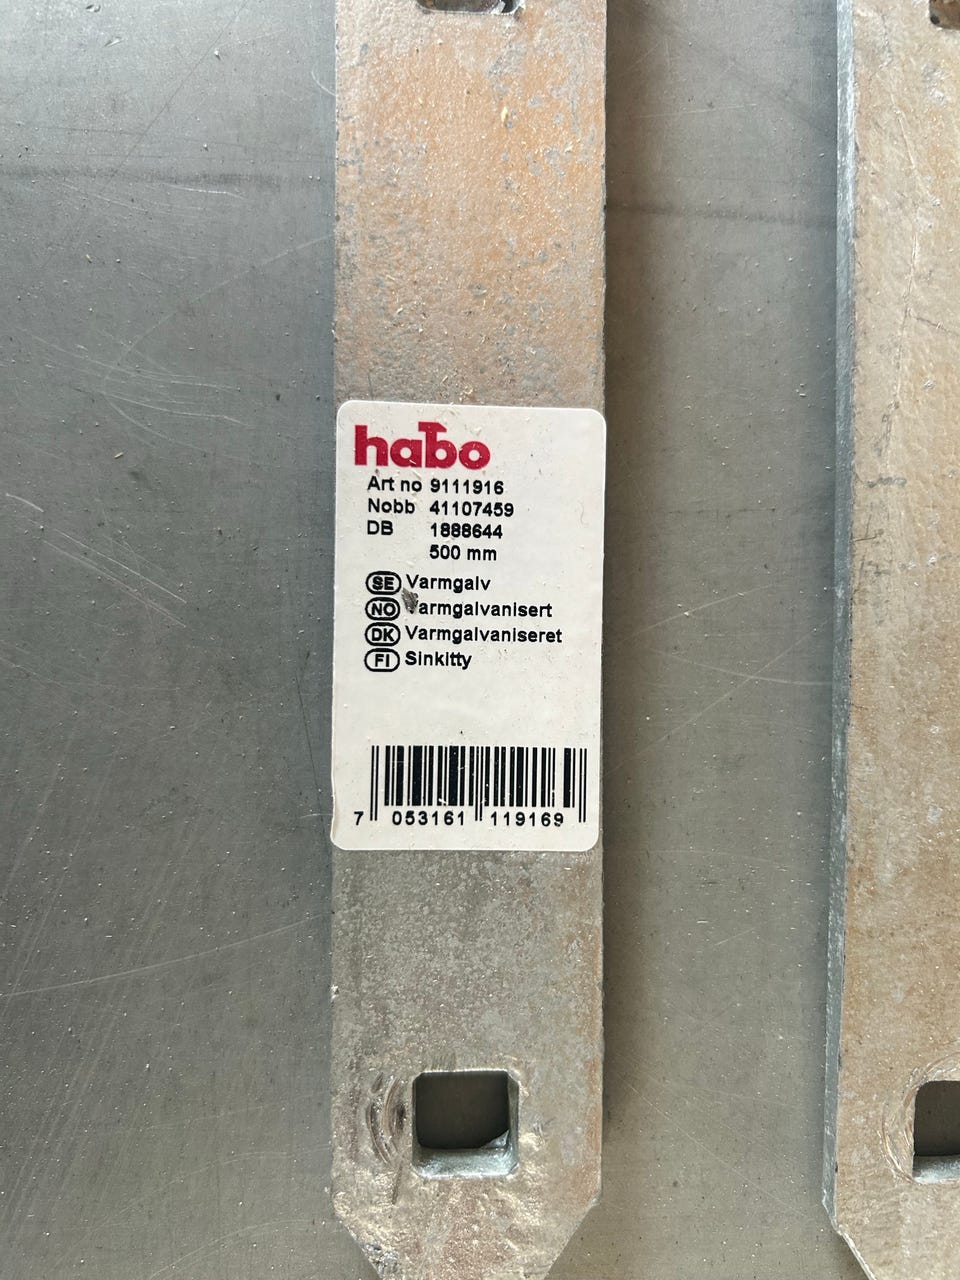 habo
Art no 9111916
Nobb 41107459
DB 1888644
500 mm
SE Varmgalv
NO Varmgalvanisert
DK Varmgalvaniseret
FI Sinkitty
7 053161 119169